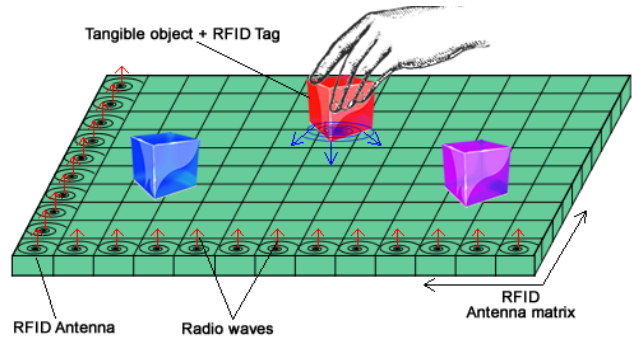 Tangible object + RFID Tag
RFID Antenna
Radio waves
RFID
Antenna matrix